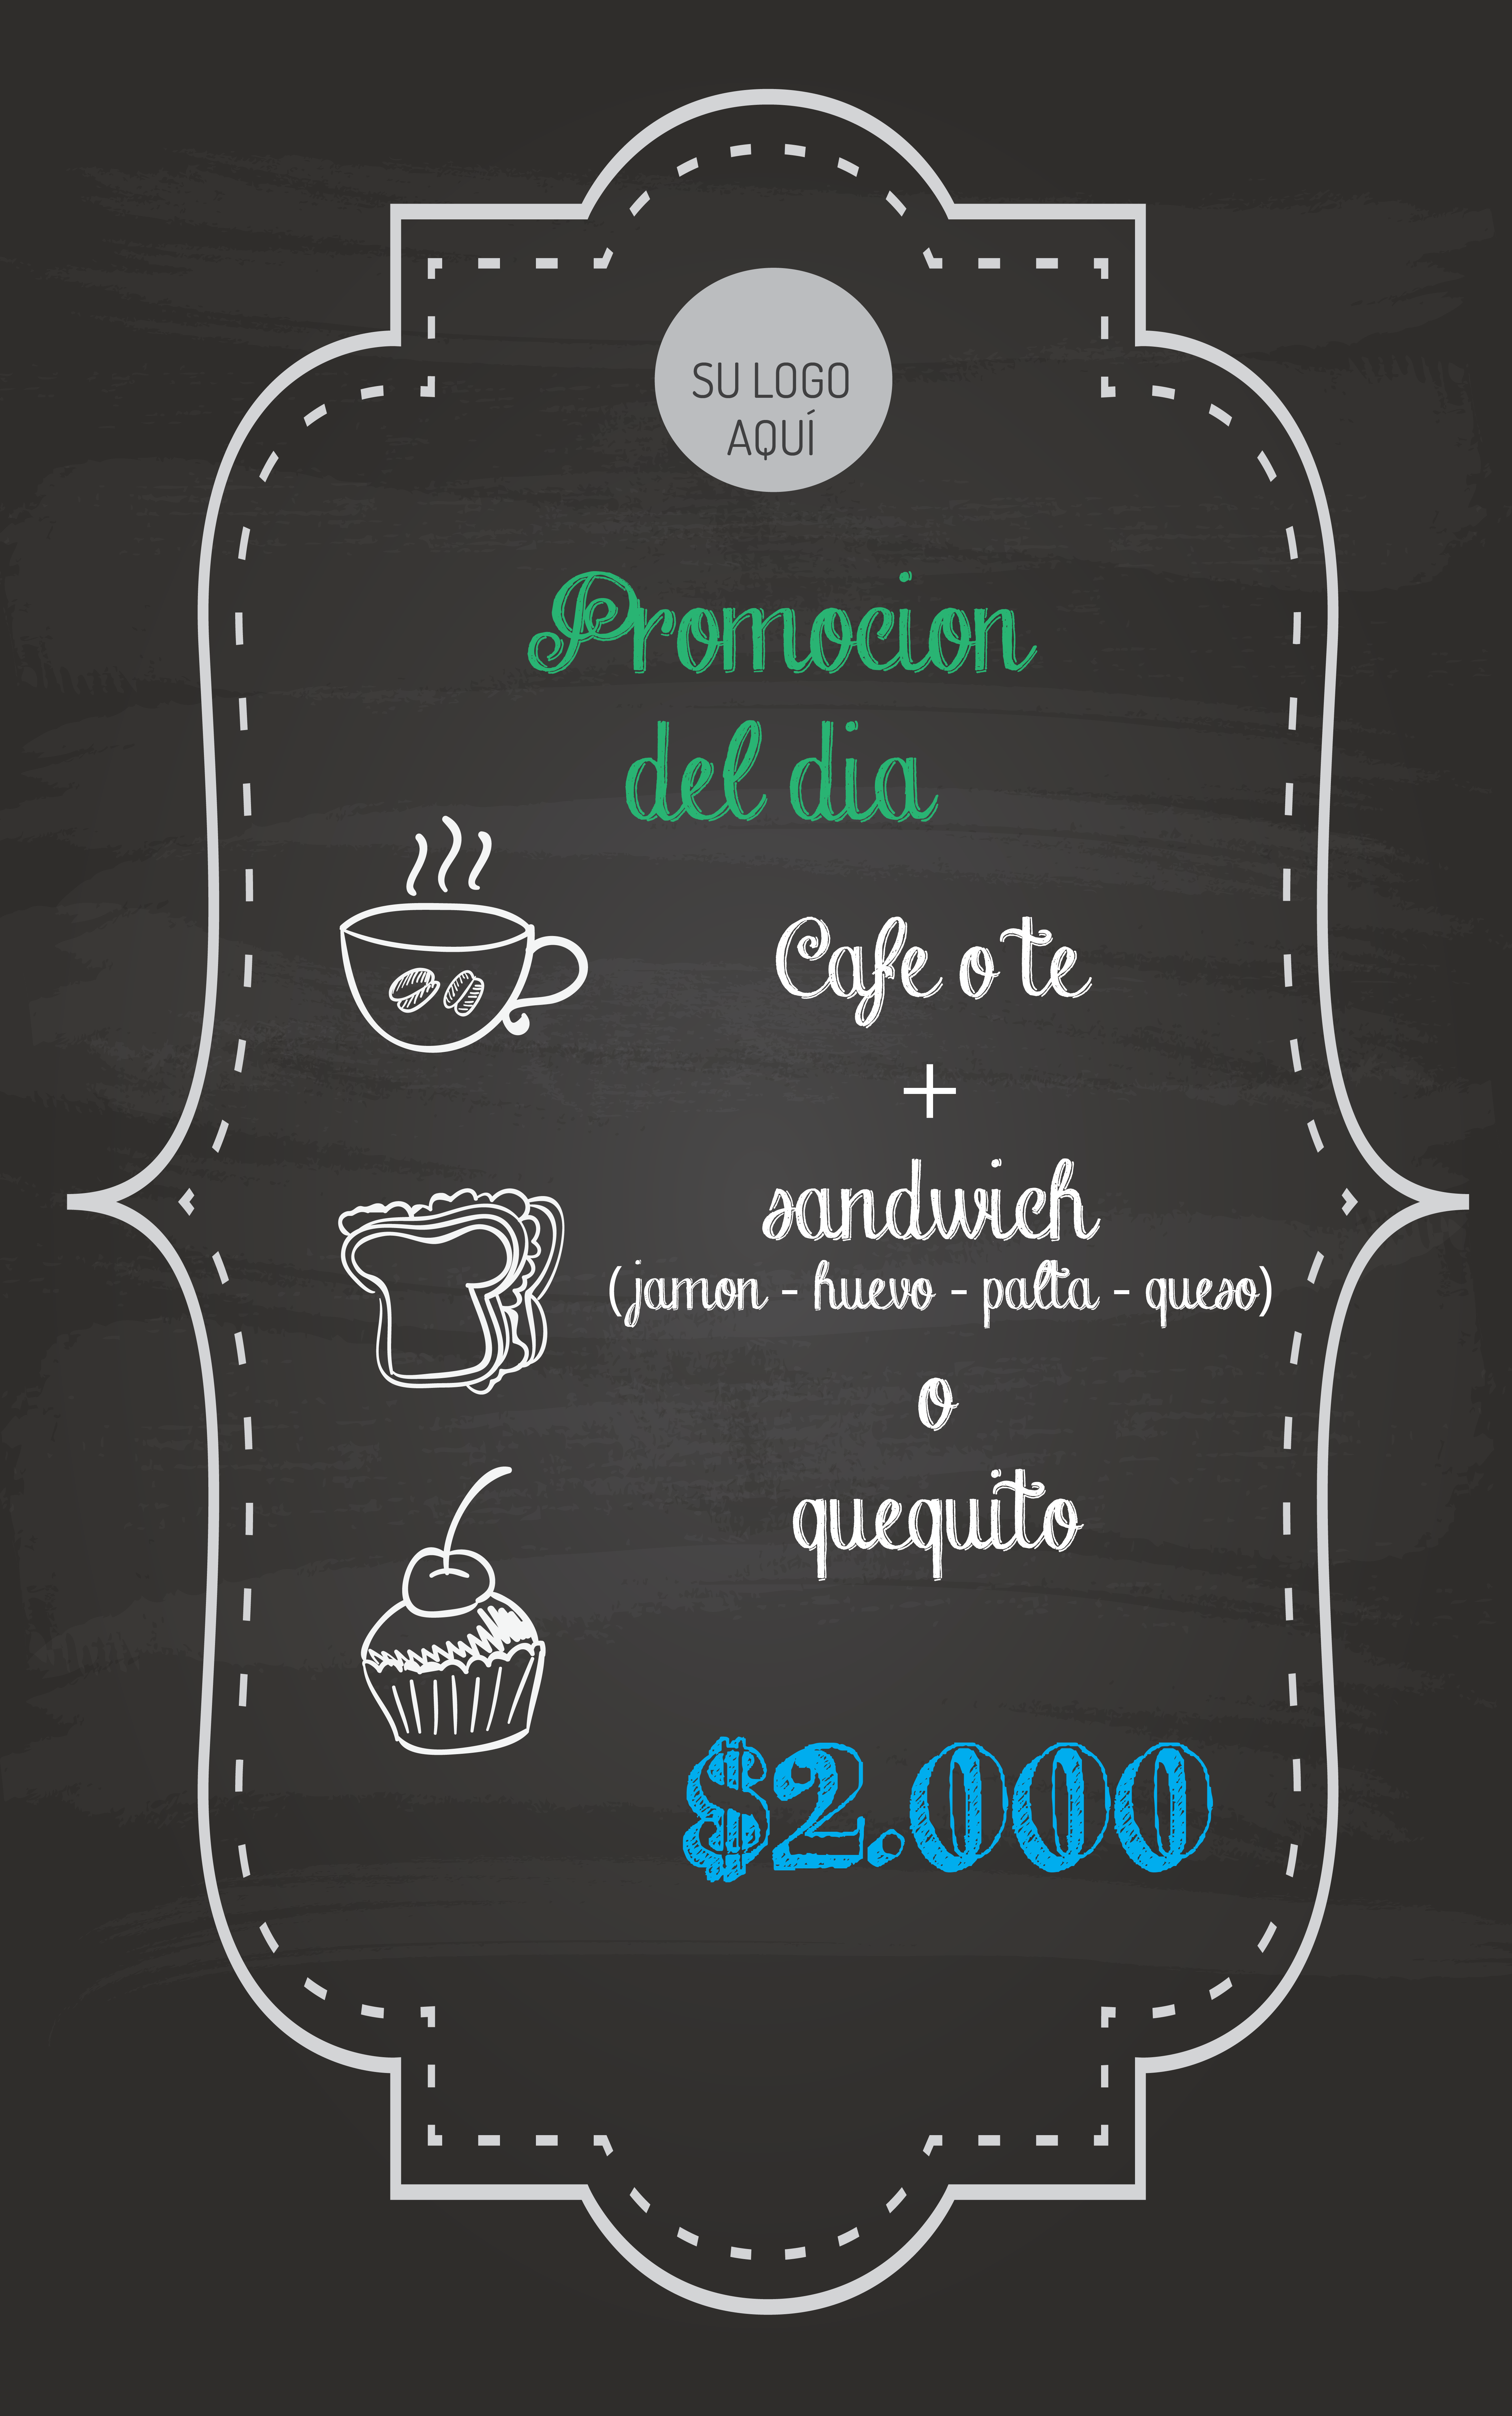 SU LOGO
AQUÍ
Promocion
del dia
Cafe o te
+
sandwich
(jamon - huevo - palta - queso)
o
quequito
$2.000